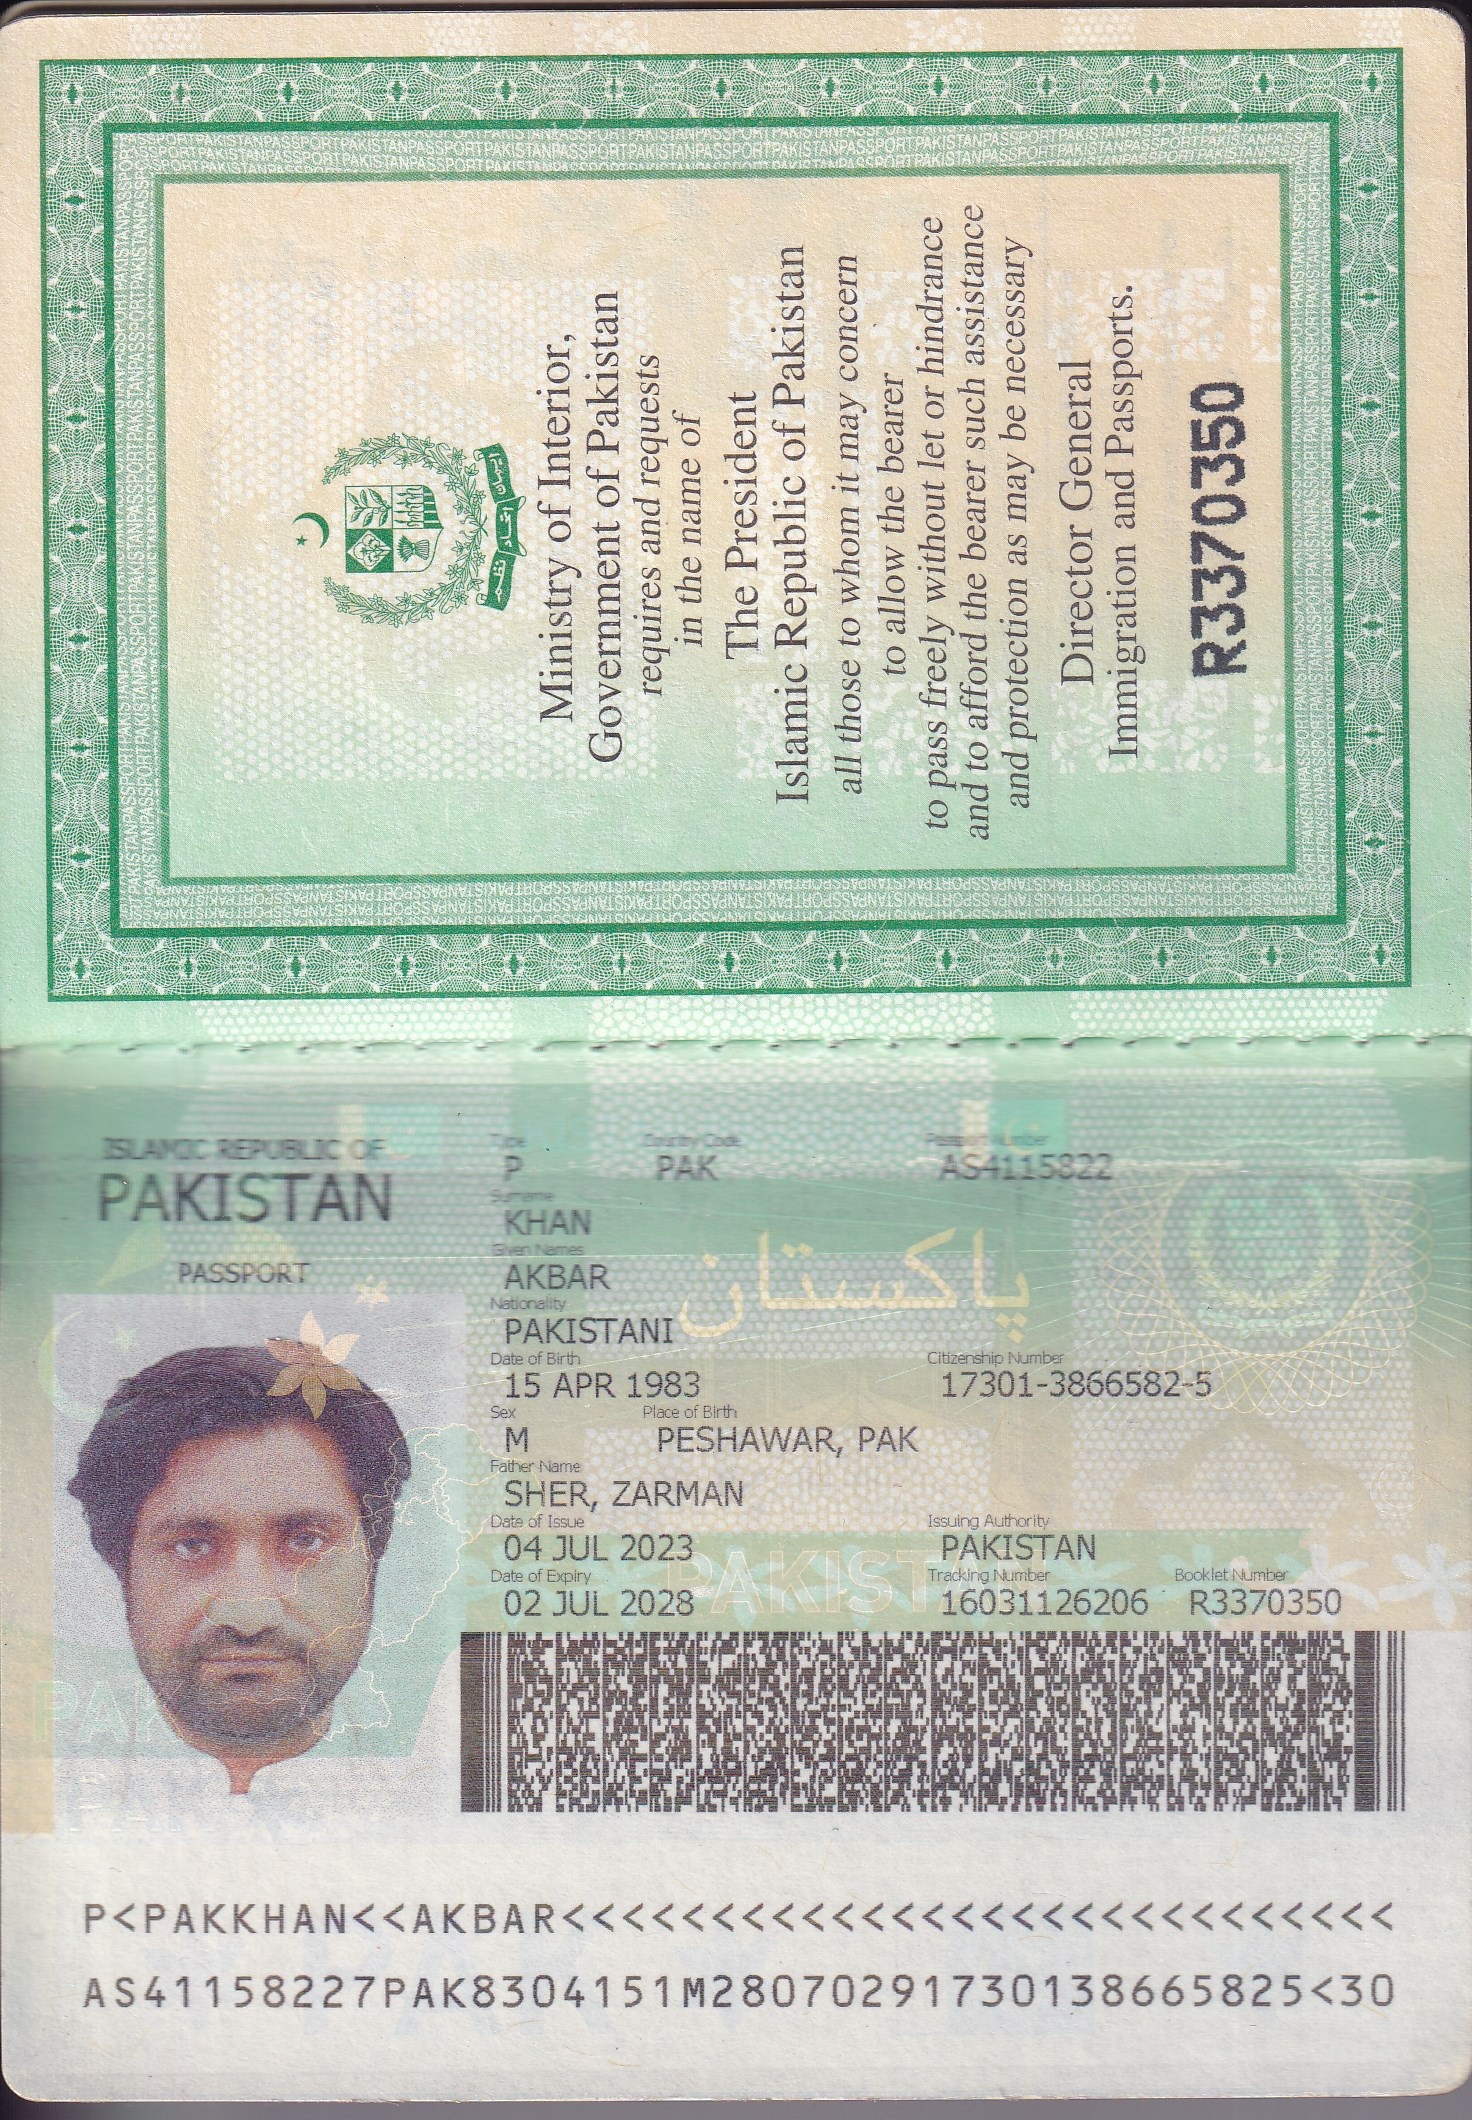 ISLAMIC REPUBLIC OF
PAKISTAN
PASSPORT
Type
P
Country Code
PAK
Passport Number
AS4115822
Surname
KHAN
Given Names
AKBAR
Nationality
PAKISTANI
پاکستان
Date of Birth
15 APR 1983
Citizenship Number
17301-3866582-5
Sex
M
Place of Birth
PESHAWAR, PAK
Father Name
SHER, ZARMAN
Date of Issue
04 JUL 2023
Issuing Authority
PAKISTAN
Date of Expiry
02 JUL 2028
Tracking Number
16031126206
Booklet Number
R3370350
P<PAKKHAN<<AKBAR<<<<<<<<<<<<<<<<<<<<<<<<<<<<
AS41158227PAK8304151M28070291730138665825<30
ایمان اتحاد نظم
Ministry of Interior,
Government of Pakistan
requires and requests
in the name of
The President
Islamic Republic of Pakistan
all those to whom it may concern
to allow the bearer
to pass freely without let or hindrance
and to afford the bearer such assistance
and protection as may be necessary
Director General
Immigration and Passports.
R3370350